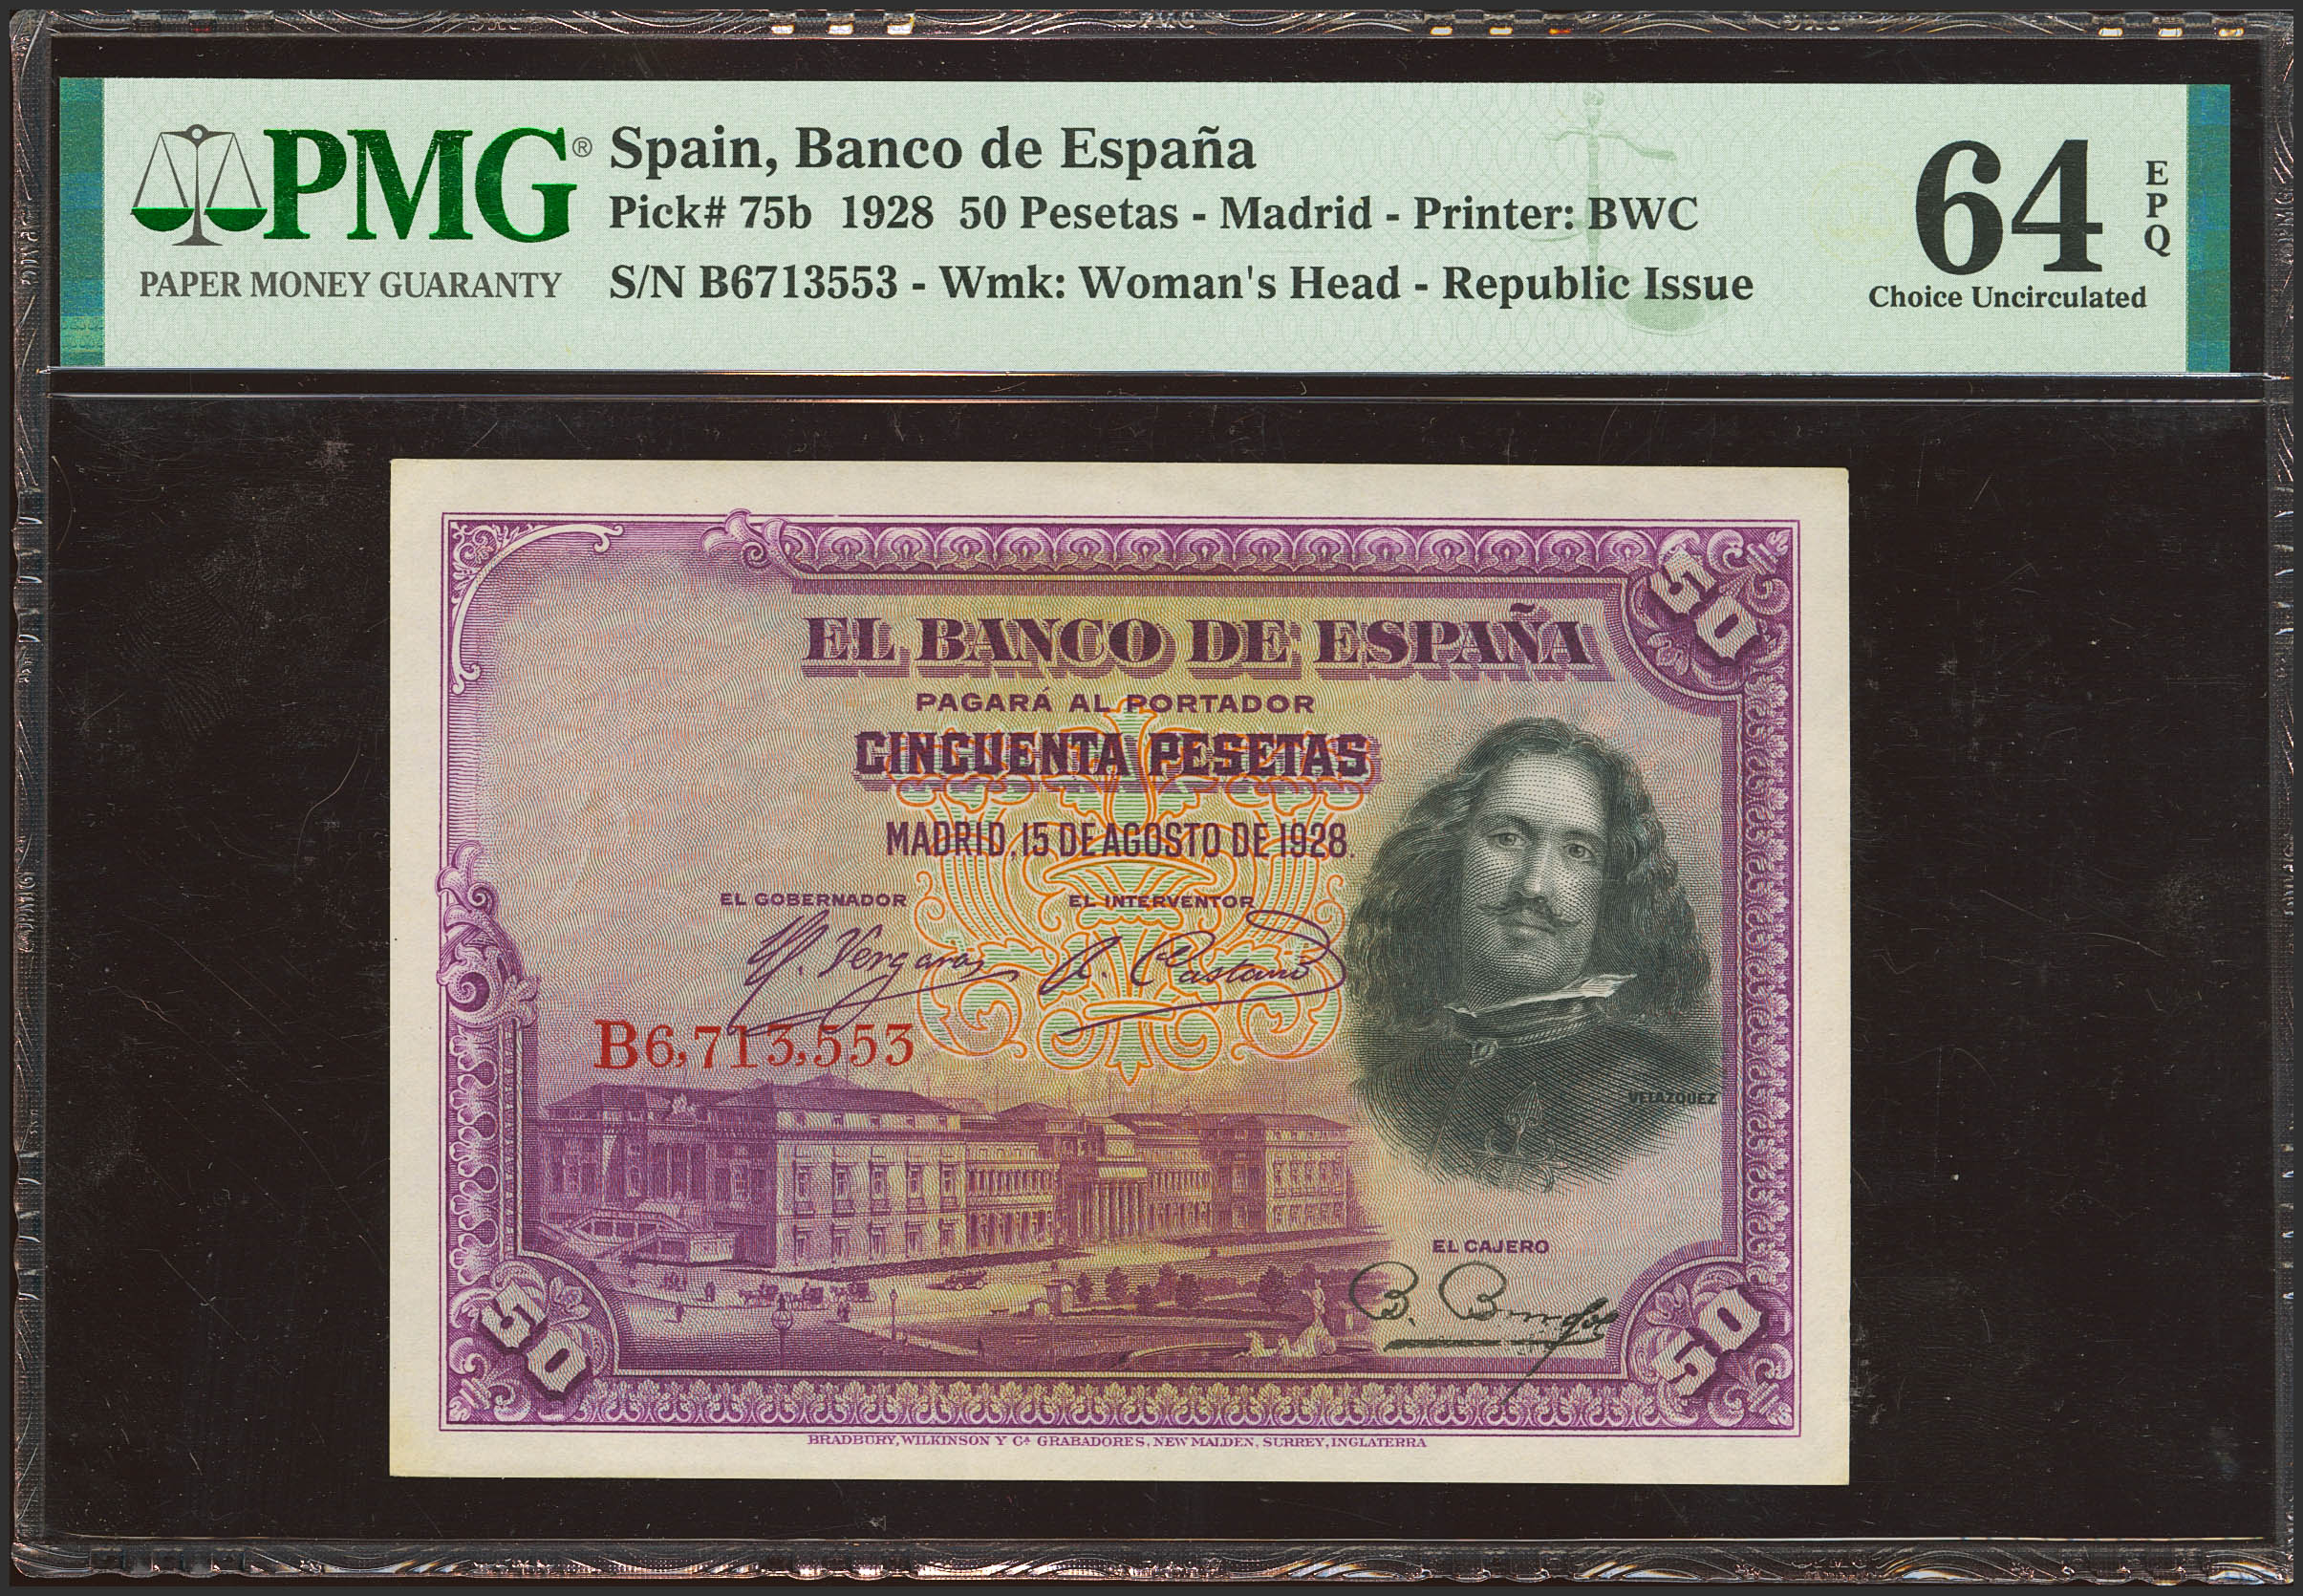 PMG®
PAPER MONEY GUARANTY
Spain, Banco de España
Pick# 75b 1928 50 Pesetas - Madrid - Printer: BWC
S/N B6713553 - Wmk: Woman's Head - Republic Issue
64
EPQ
Choice Uncirculated
50
EL BANCO DE ESPAÑA
PAGARÁ AL PORTADOR
CINCUENTA PESETAS
MADRID, 15 DE AGOSTO DE 1928.
EL GOBERNADOR EL INTERVENTOR
B6,713,553
VELAZQUEZ
EL CAJERO
50 50
BRADBURY, WILKINSON Y Cª GRABADORES, NEW MALDEN, SURREY, INGLATERRA